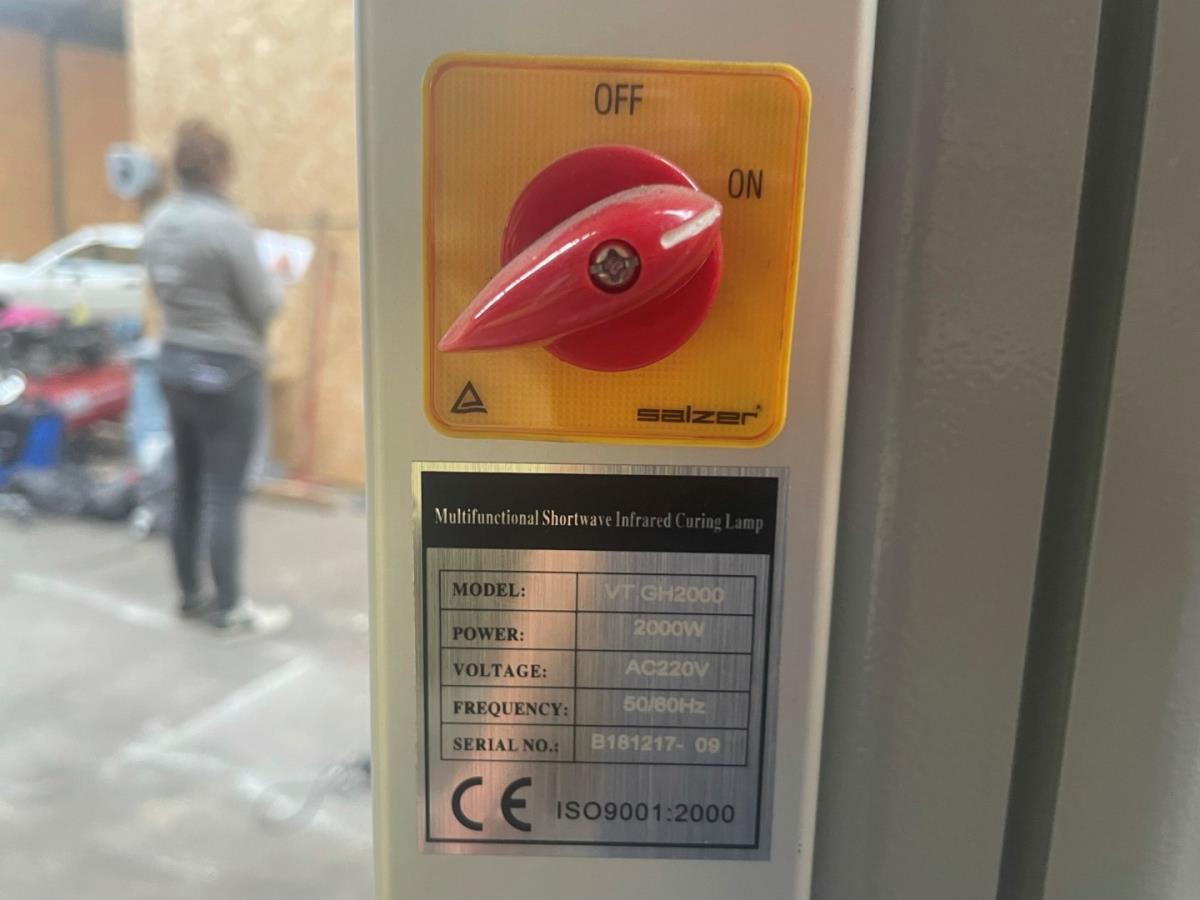 OFF
ON
salzer
Multifunctional Shortwave Infrared Curing Lamp
MODEL: VT GH2000
POWER: 2000W
VOLTAGE: AC220V
FREQUENCY: 50/60Hz
SERIAL NO.: B181217- 09
CE ISO9001:2000